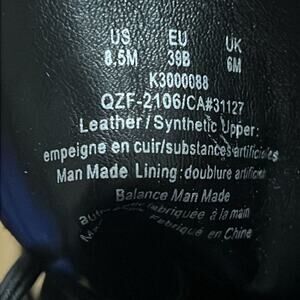 US EU UK
8.5M 39B 6M
K3000088
QZF-2106/CA#31127
Leather/Synthetic Upper:
empeigne en cuir/substances artificielles
Man Made Lining: doublure artificielle
Balance Man Made
fabriquée à la main
Fabriqué en Chine